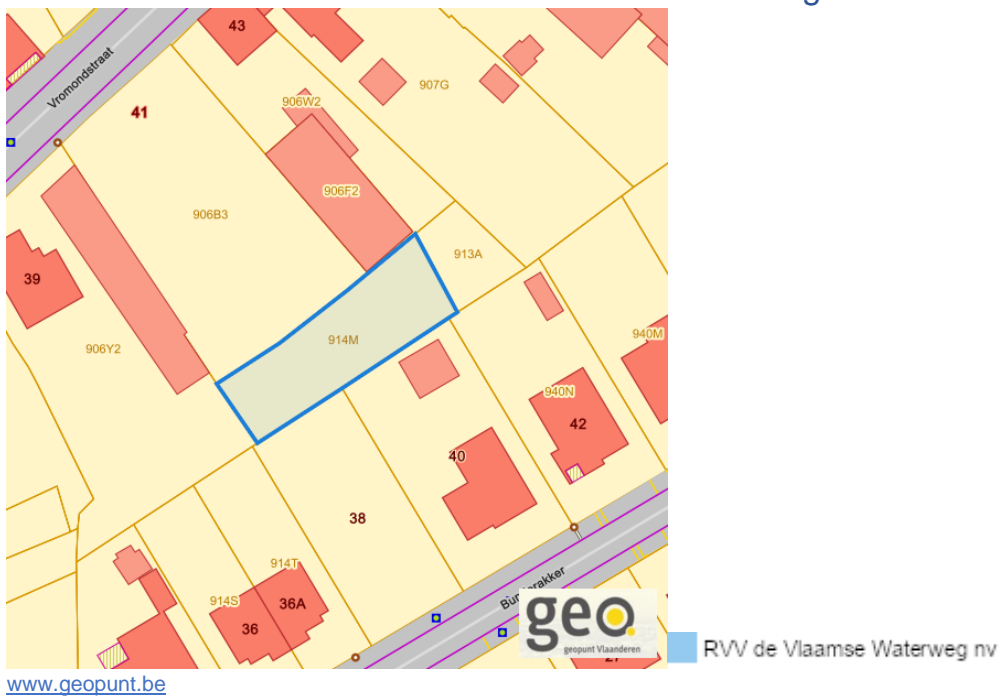 43
Vromondstraat
41
907G
906W2
906F2
906B3
913A
39
914M
906Y2
940M
940N
42
40
38
914T
914S
36A
36
geo
geopunt Vlaanderen
RVV de Vlaamse Waterweg nv
www.geopunt.be